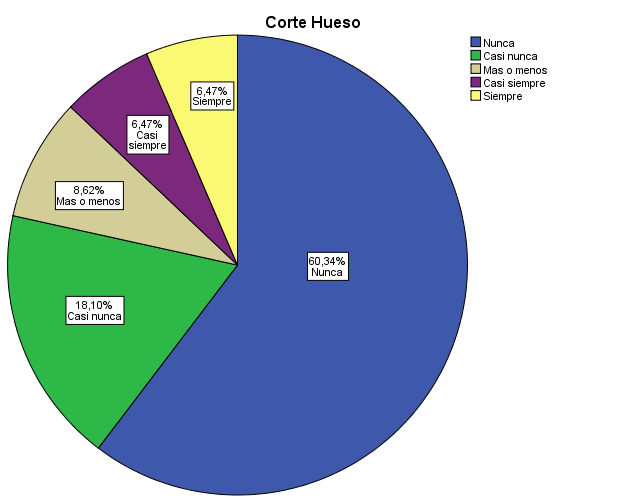 Corte Hueso
Nunca
Casi nunca
Mas o menos
Casi siempre
Siempre
6,47%
Siempre
6,47%
Casi
siempre
8,62%
Mas o menos
60,34%
Nunca
18,10%
Casi nunca